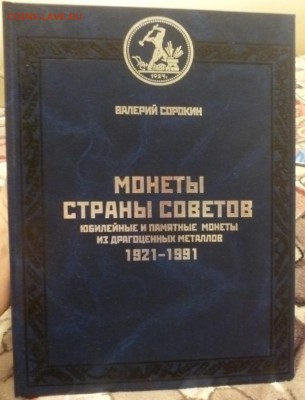 1924
ВАЛЕРИЙ СОРОКИН
МОНЕТЫ
СТРАНЫ СОВЕТОВ
ЮБИЛЕЙНЫЕ И ПАМЯТНЫЕ МОНЕТЫ
ИЗ ДРАГОЦЕННЫХ МЕТАЛЛОВ
1921-1991